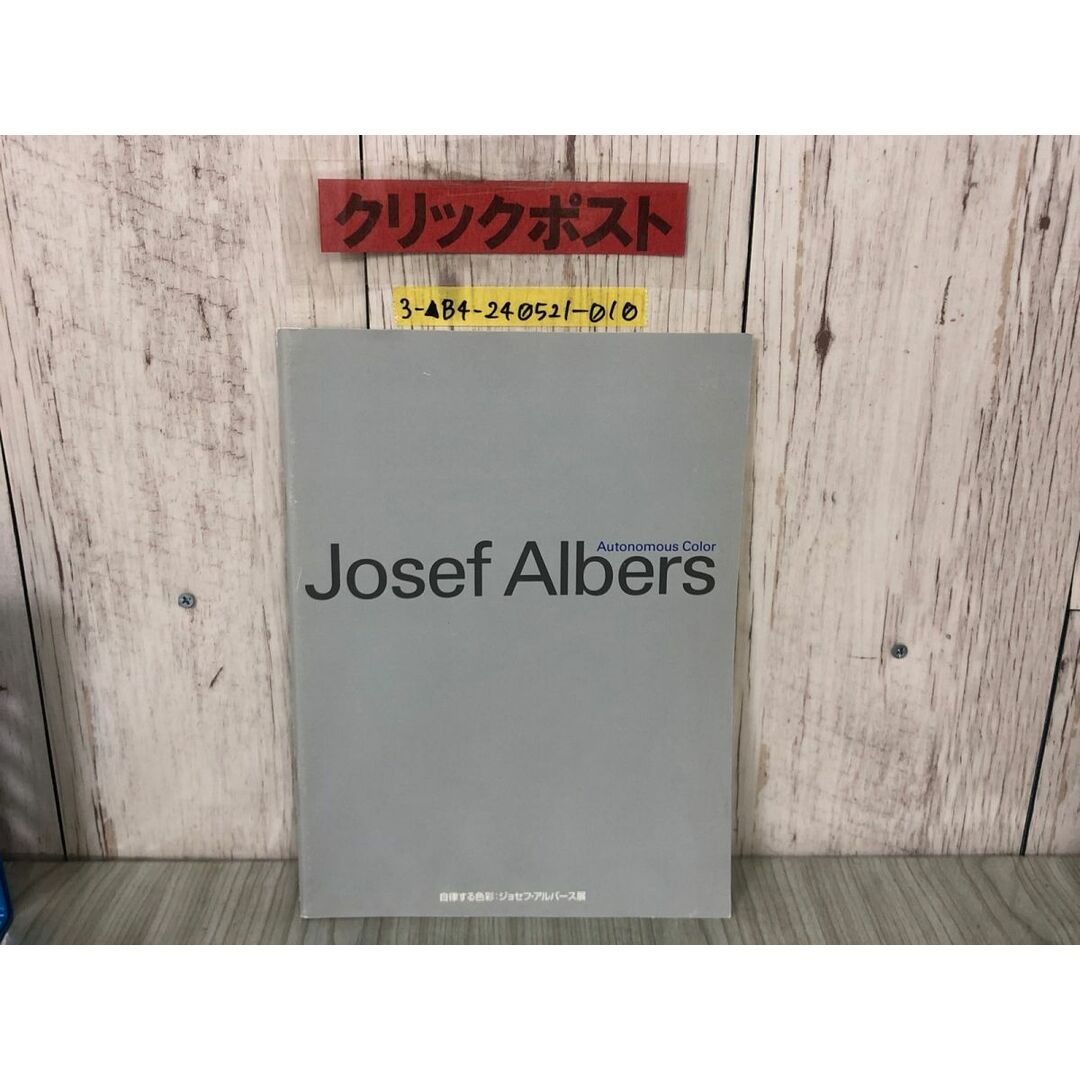 クリックポスト
3-▲B4-240521-010
Autonomous Color
Josef Albers
自律する色彩:ジョセフ・アルバース展